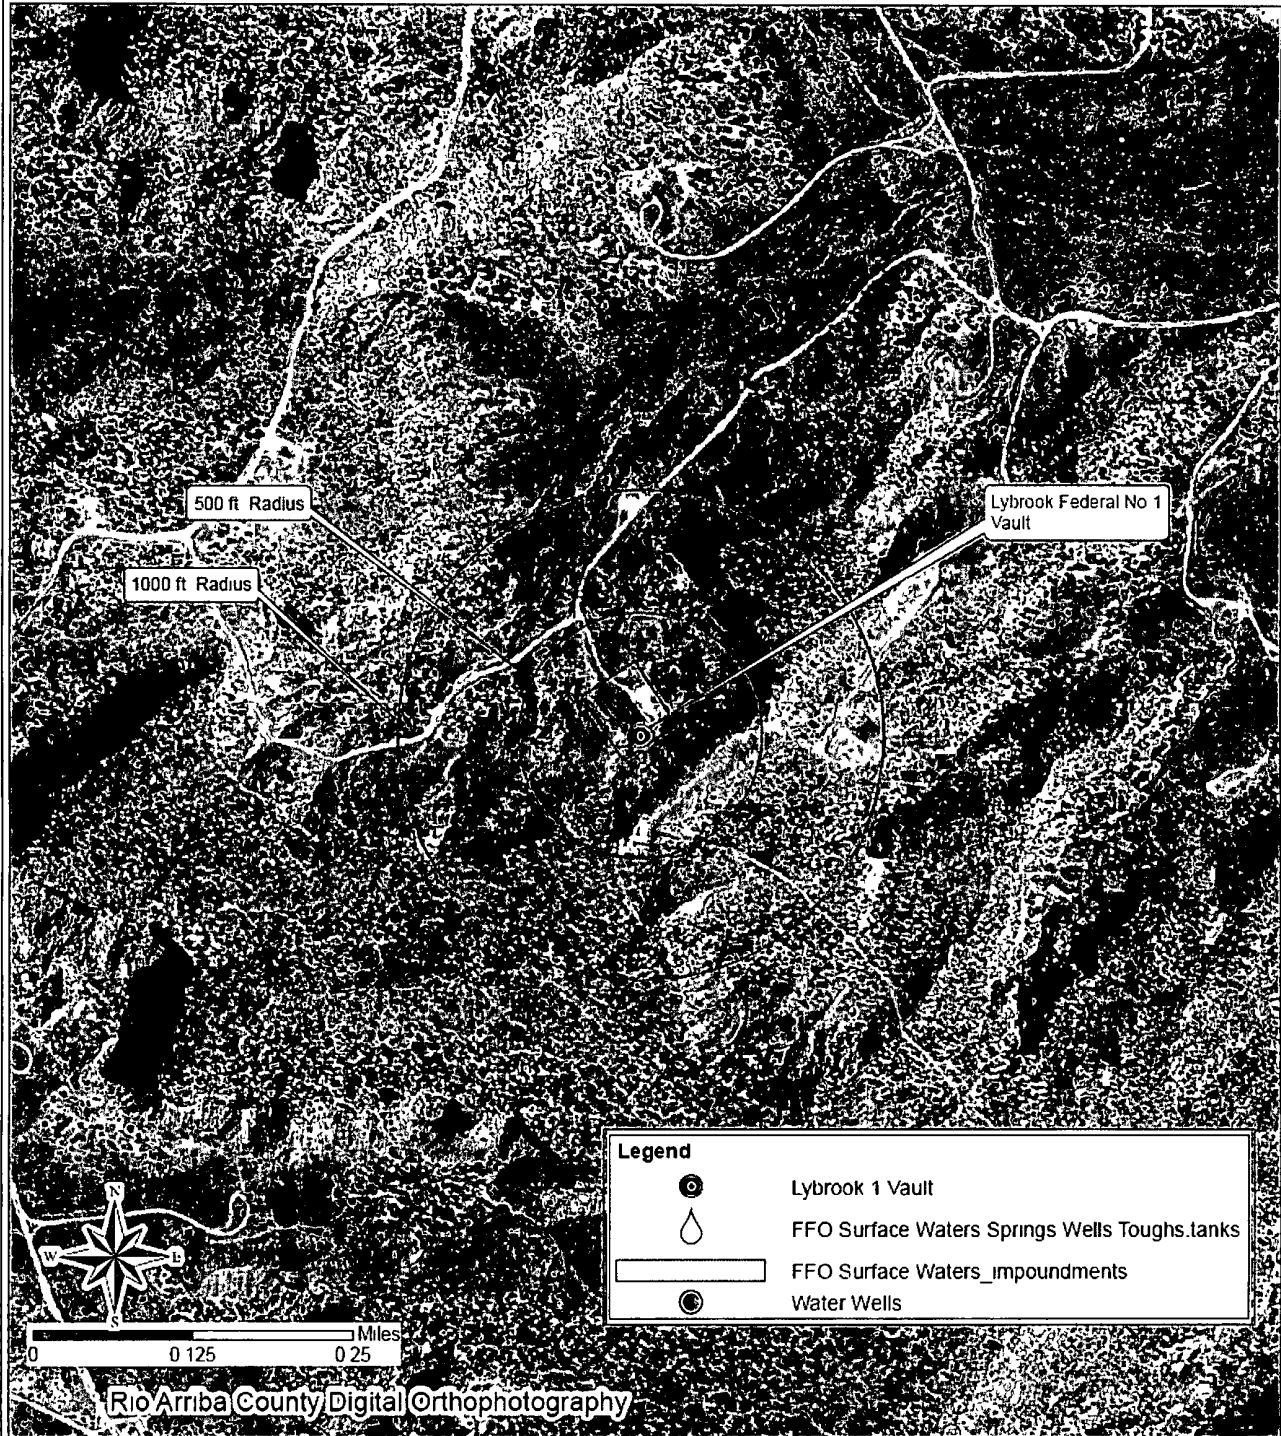 500 ft Radius
Lybrook Federal No 1
Vault
1000 ft Radius
Legend
Lybrook 1 Vault
FFO Surface Waters Springs Wells Toughs.tanks
FFO Surface Waters_impoundments
Water Wells
N
W
S
Miles
0
0 125
0 25
Rio Arriba County Digital Orthophotography